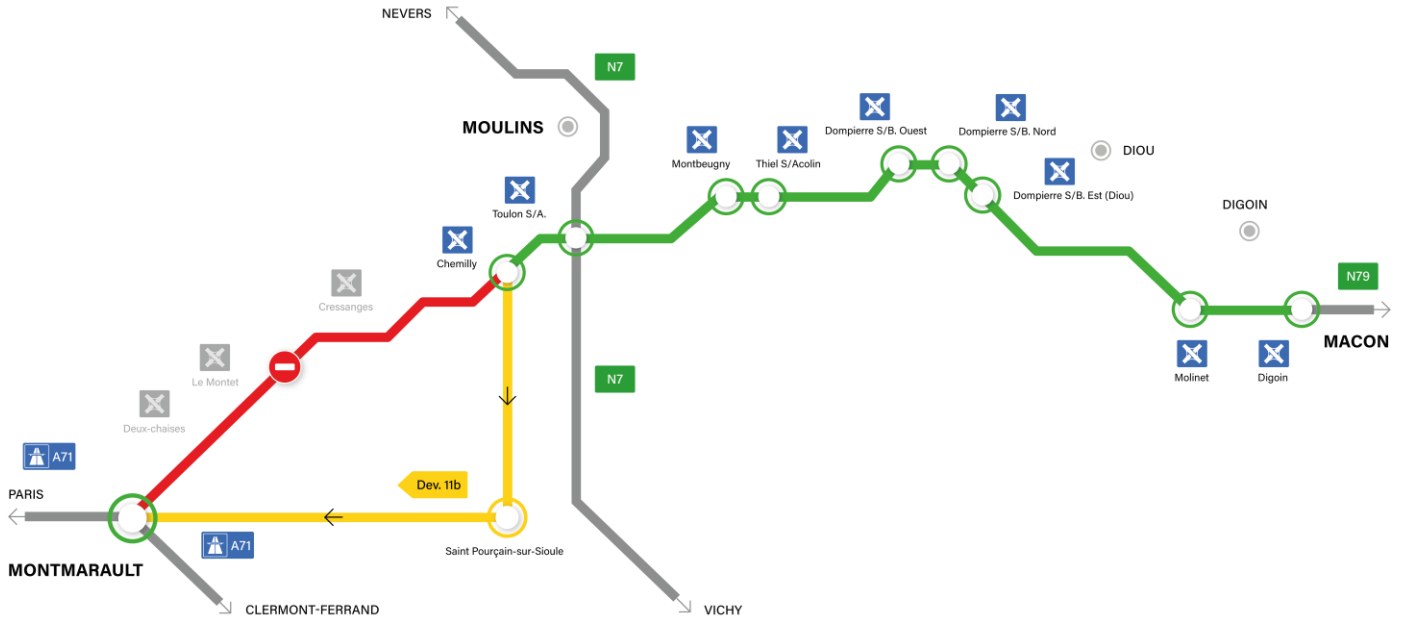 NEVERS
N7
MOULINS
Dompierre S/B. Ouest
Dompierre S/B. Nord
Montbeugny
Thiel S/Acolin
DIOU
Dompierre S/B. Est (Diou)
Toulon S/A.
DIGOIN
Chemilly
N79
Cressanges
MACON
Le Montet
N7
Molinet
Digoin
Deux-chaises
A71
Dev. 11b
PARIS
A71
Saint Pourçain-sur-Sioule
MONTMARAULT
CLERMONT-FERRAND
VICHY